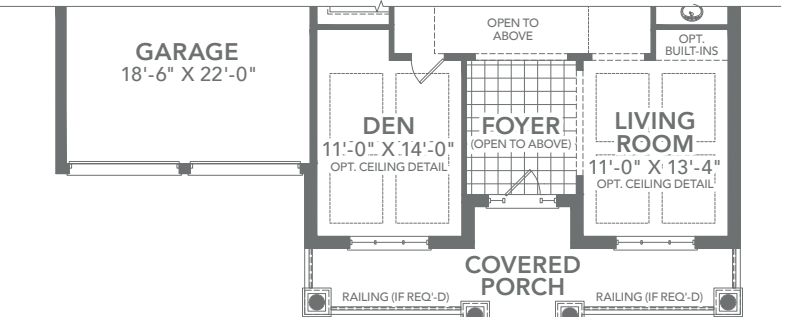 OPEN TO
ABOVE
OPT.
BUILT-INS
GARAGE
18'-6" X 22'-0"
DEN
11'-0" X 14'-0"
OPT. CEILING DETAIL
FOYER
(OPEN TO ABOVE)
LIVING
ROOM
11'-0" X 13'-4"
OPT. CEILING DETAIL
COVERED
PORCH
RAILING (IF REQ'-D)
RAILING (IF REQ'-D)